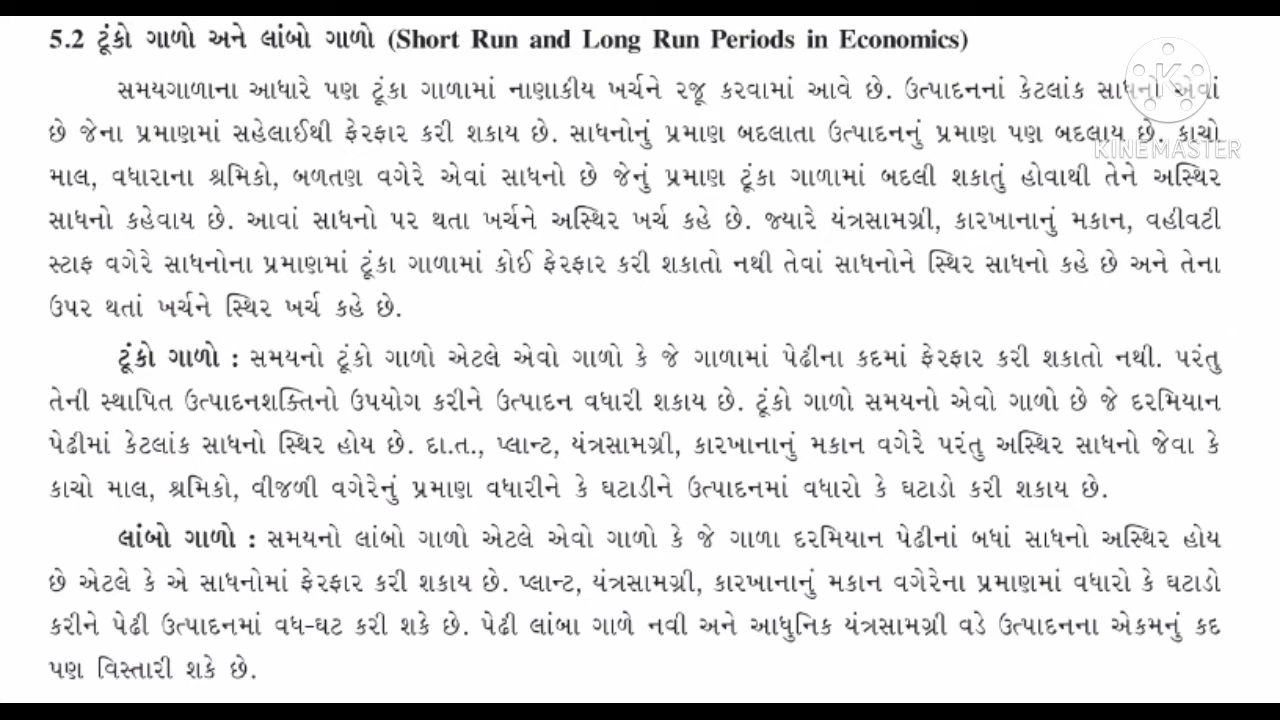 5.2 ટૂંકો ગાળો અને લાંબો ગાળો (Short Run and Long Run Periods in Economics)
સમયગાળાના આધારે પણ ટૂંકા ગાળામાં નાણાકીય ખર્ચને રજૂ કરવામાં આવે છે. ઉત્પાદનનાં કેટલાંક સાધનો એવાં
છે જેના પ્રમાણમાં સહેલાઈથી ફેરફાર કરી શકાય છે. સાધનોનું પ્રમાણ બદલાતા ઉત્પાદનનું પ્રમાણ પણ બદલાય છે. કાચો
માલ, વધારાના શ્રમિકો, બળતણ વગેરે એવાં સાધનો છે જેનું પ્રમાણ ટૂંકા ગાળામાં બદલી શકાતું હોવાથી તેને અસ્થિર
સાધનો કહેવાય છે. આવાં સાધનો પર થતા ખર્ચને અસ્થિર ખર્ચ કહે છે. જ્યારે યંત્રસામગ્રી, કારખાનાનું મકાન, વહીવટી
સ્ટાફ વગેરે સાધનોના પ્રમાણમાં ટૂંકા ગાળામાં કોઈ ફેરફાર કરી શકાતો નથી તેવાં સાધનોને સ્થિર સાધનો કહે છે અને તેના
ઉપર થતાં ખર્ચને સ્થિર ખર્ચ કહે છે.
ટૂંકો ગાળો : સમયનો ટૂંકો ગાળો એટલે એવો ગાળો કે જે ગાળામાં પેઢીના કદમાં ફેરફાર કરી શકાતો નથી. પરંતુ
તેની સ્થાપિત ઉત્પાદનશક્તિનો ઉપયોગ કરીને ઉત્પાદન વધારી શકાય છે. ટૂંકો ગાળો સમયનો એવો ગાળો છે જે દરમિયાન
પેઢીમાં કેટલાંક સાધનો સ્થિર હોય છે. દા.ત., પ્લાન્ટ, યંત્રસામગ્રી, કારખાનાનું મકાન વગેરે પરંતુ અસ્થિર સાધનો જેવા કે
કાચો માલ, શ્રમિકો, વીજળી વગેરેનું પ્રમાણ વધારીને કે ઘટાડીને ઉત્પાદનમાં વધારો કે ઘટાડો કરી શકાય છે.
લાંબો ગાળો : સમયનો લાંબો ગાળો એટલે એવો ગાળો કે જે ગાળા દરમિયાન પેઢીનાં બધાં સાધનો અસ્થિર હોય
છે એટલે કે એ સાધનોમાં ફેરફાર કરી શકાય છે. પ્લાન્ટ, યંત્રસામગ્રી, કારખાનાનું મકાન વગેરેના પ્રમાણમાં વધારો કે ઘટાડો
કરીને પેઢી ઉત્પાદનમાં વધ-ઘટ કરી શકે છે. પેઢી લાંબા ગાળે નવી અને આધુનિક યંત્રસામગ્રી વડે ઉત્પાદનના એકમનું કદ
પણ વિસ્તારી શકે છે.
K
KINEMASTER